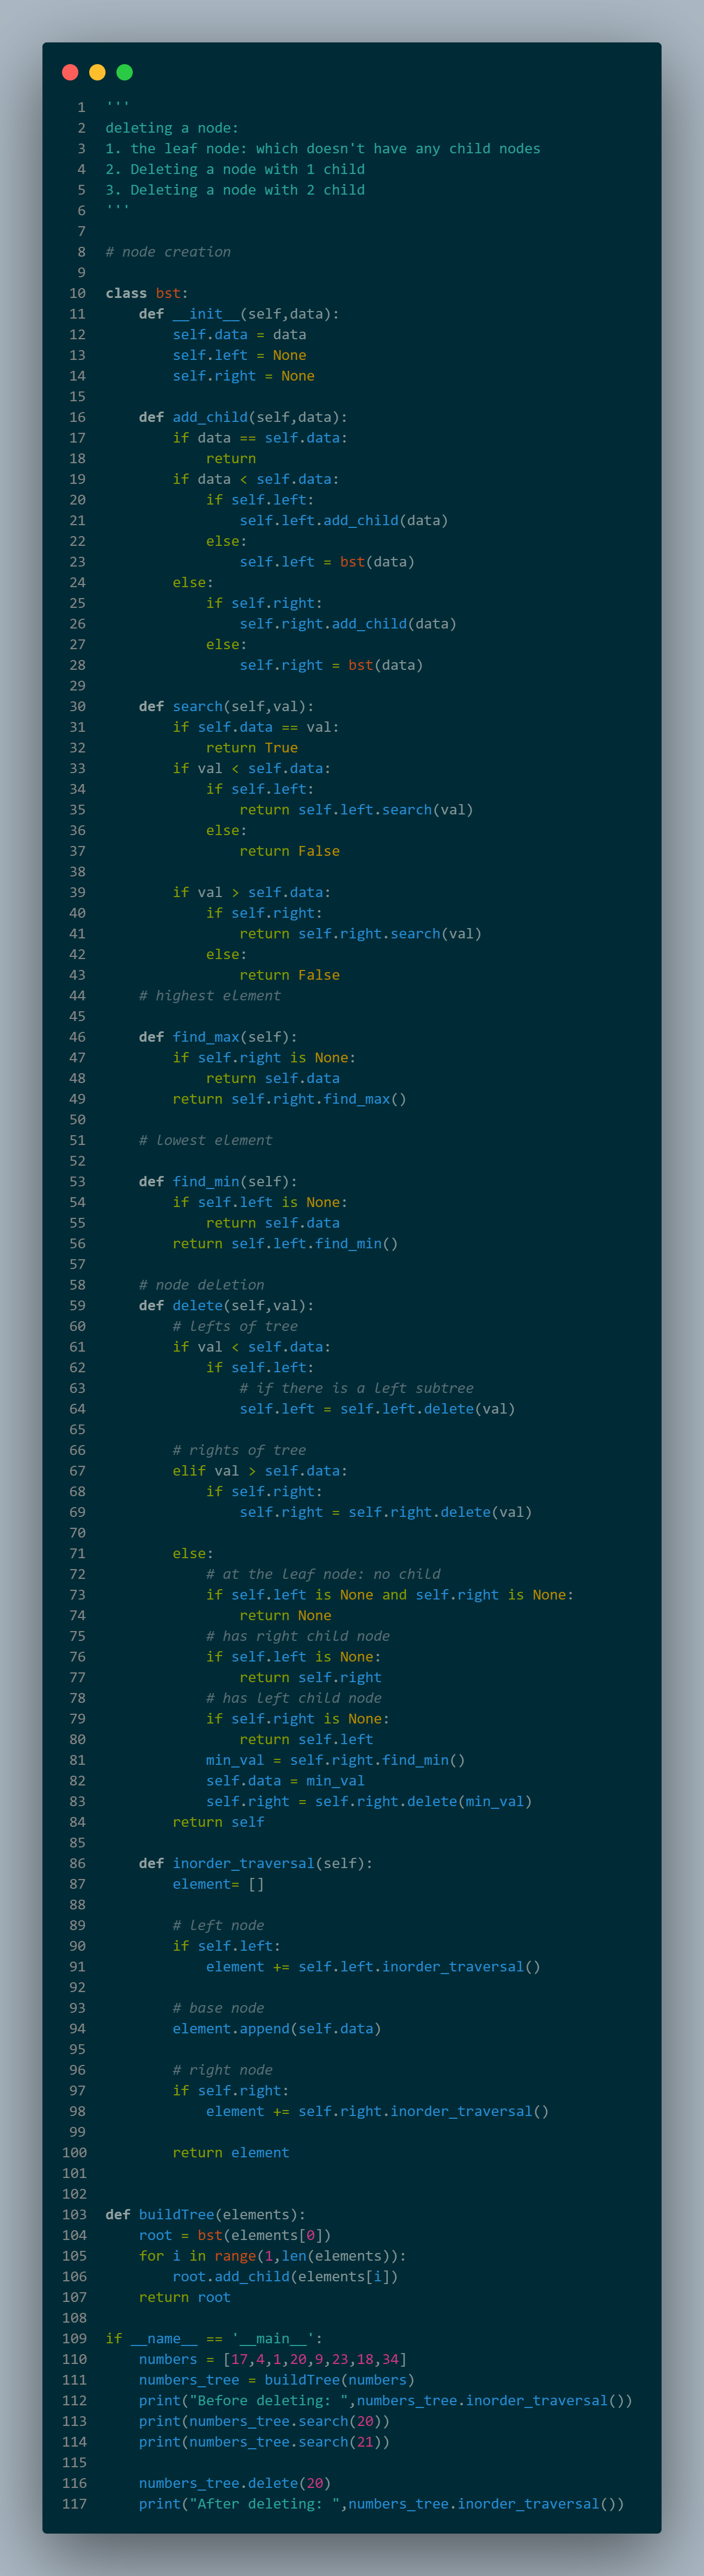 1 '''
2 deleting a node:
3 1. the leaf node: which doesn't have any child nodes
4 2. Deleting a node with 1 child
5 3. Deleting a node with 2 child
6 '''
7
8 # node creation
9
10 class bst:
11     def __init__(self,data):
12         self.data = data
13         self.left = None
14         self.right = None
15
16     def add_child(self,data):
17         if data == self.data:
18             return
19         if data < self.data:
20             if self.left:
21                 self.left.add_child(data)
22             else:
23                 self.left = bst(data)
24         else:
25             if self.right:
26                 self.right.add_child(data)
27             else:
28                 self.right = bst(data)
29
30     def search(self,val):
31         if self.data == val:
32             return True
33         if val < self.data:
34             if self.left:
35                 return self.left.search(val)
36             else:
37                 return False
38
39         if val > self.data:
40             if self.right:
41                 return self.right.search(val)
42             else:
43                 return False
44     # highest element
45
46     def find_max(self):
47         if self.right is None:
48             return self.data
49         return self.right.find_max()
50
51     # lowest element
52
53     def find_min(self):
54         if self.left is None:
55             return self.data
56         return self.left.find_min()
57
58     # node deletion
59     def delete(self,val):
60         # lefts of tree
61         if val < self.data:
62             if self.left:
63                 # if there is a left subtree
64                 self.left = self.left.delete(val)
65
66         # rights of tree
67         elif val > self.data:
68             if self.right:
69                 self.right = self.right.delete(val)
70
71         else:
72             # at the leaf node: no child
73             if self.left is None and self.right is None:
74                 return None
75             # has right child node
76             if self.left is None:
77                 return self.right
78             # has left child node
79             if self.right is None:
80                 return self.left
81             min_val = self.right.find_min()
82             self.data = min_val
83             self.right = self.right.delete(min_val)
84         return self
85
86     def inorder_traversal(self):
87         element= []
88
89         # left node
90         if self.left:
91             element += self.left.inorder_traversal()
92
93         # base node
94         element.append(self.data)
95
96         # right node
97         if self.right:
98             element += self.right.inorder_traversal()
99
100         return element
101
102
103 def buildTree(elements):
104     root = bst(elements[0])
105     for i in range(1,len(elements)):
106         root.add_child(elements[i])
107     return root
108
109 if __name__ == '__main__':
110     numbers = [17,4,1,20,9,23,18,34]
111     numbers_tree = buildTree(numbers)
112     print("Before deleting: ",numbers_tree.inorder_traversal())
113     print(numbers_tree.search(20))
114     print(numbers_tree.search(21))
115
116     numbers_tree.delete(20)
117     print("After deleting: ",numbers_tree.inorder_traversal())